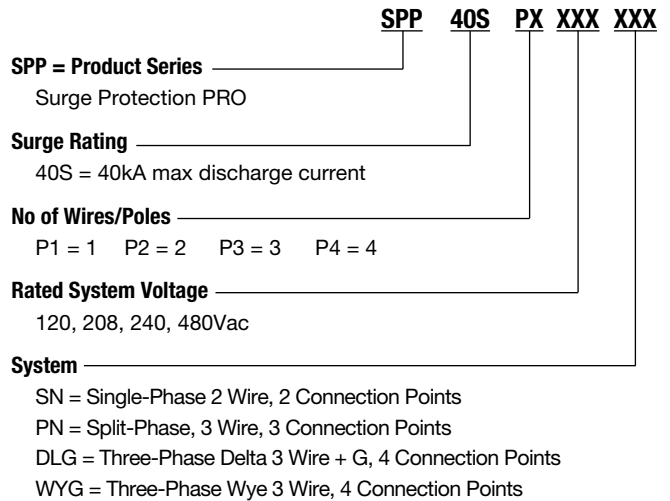 SPP 40S PX XXX XXX
SPP = Product Series
Surge Protection PRO
Surge Rating
40S = 40kA max discharge current
No of Wires/Poles
P1 = 1 P2 = 2 P3 = 3 P4 = 4
Rated System Voltage
120, 208, 240, 480Vac
System
SN = Single-Phase 2 Wire, 2 Connection Points
PN = Split-Phase, 3 Wire, 3 Connection Points
DLG = Three-Phase Delta 3 Wire + G, 4 Connection Points
WYG = Three-Phase Wye 3 Wire, 4 Connection Points